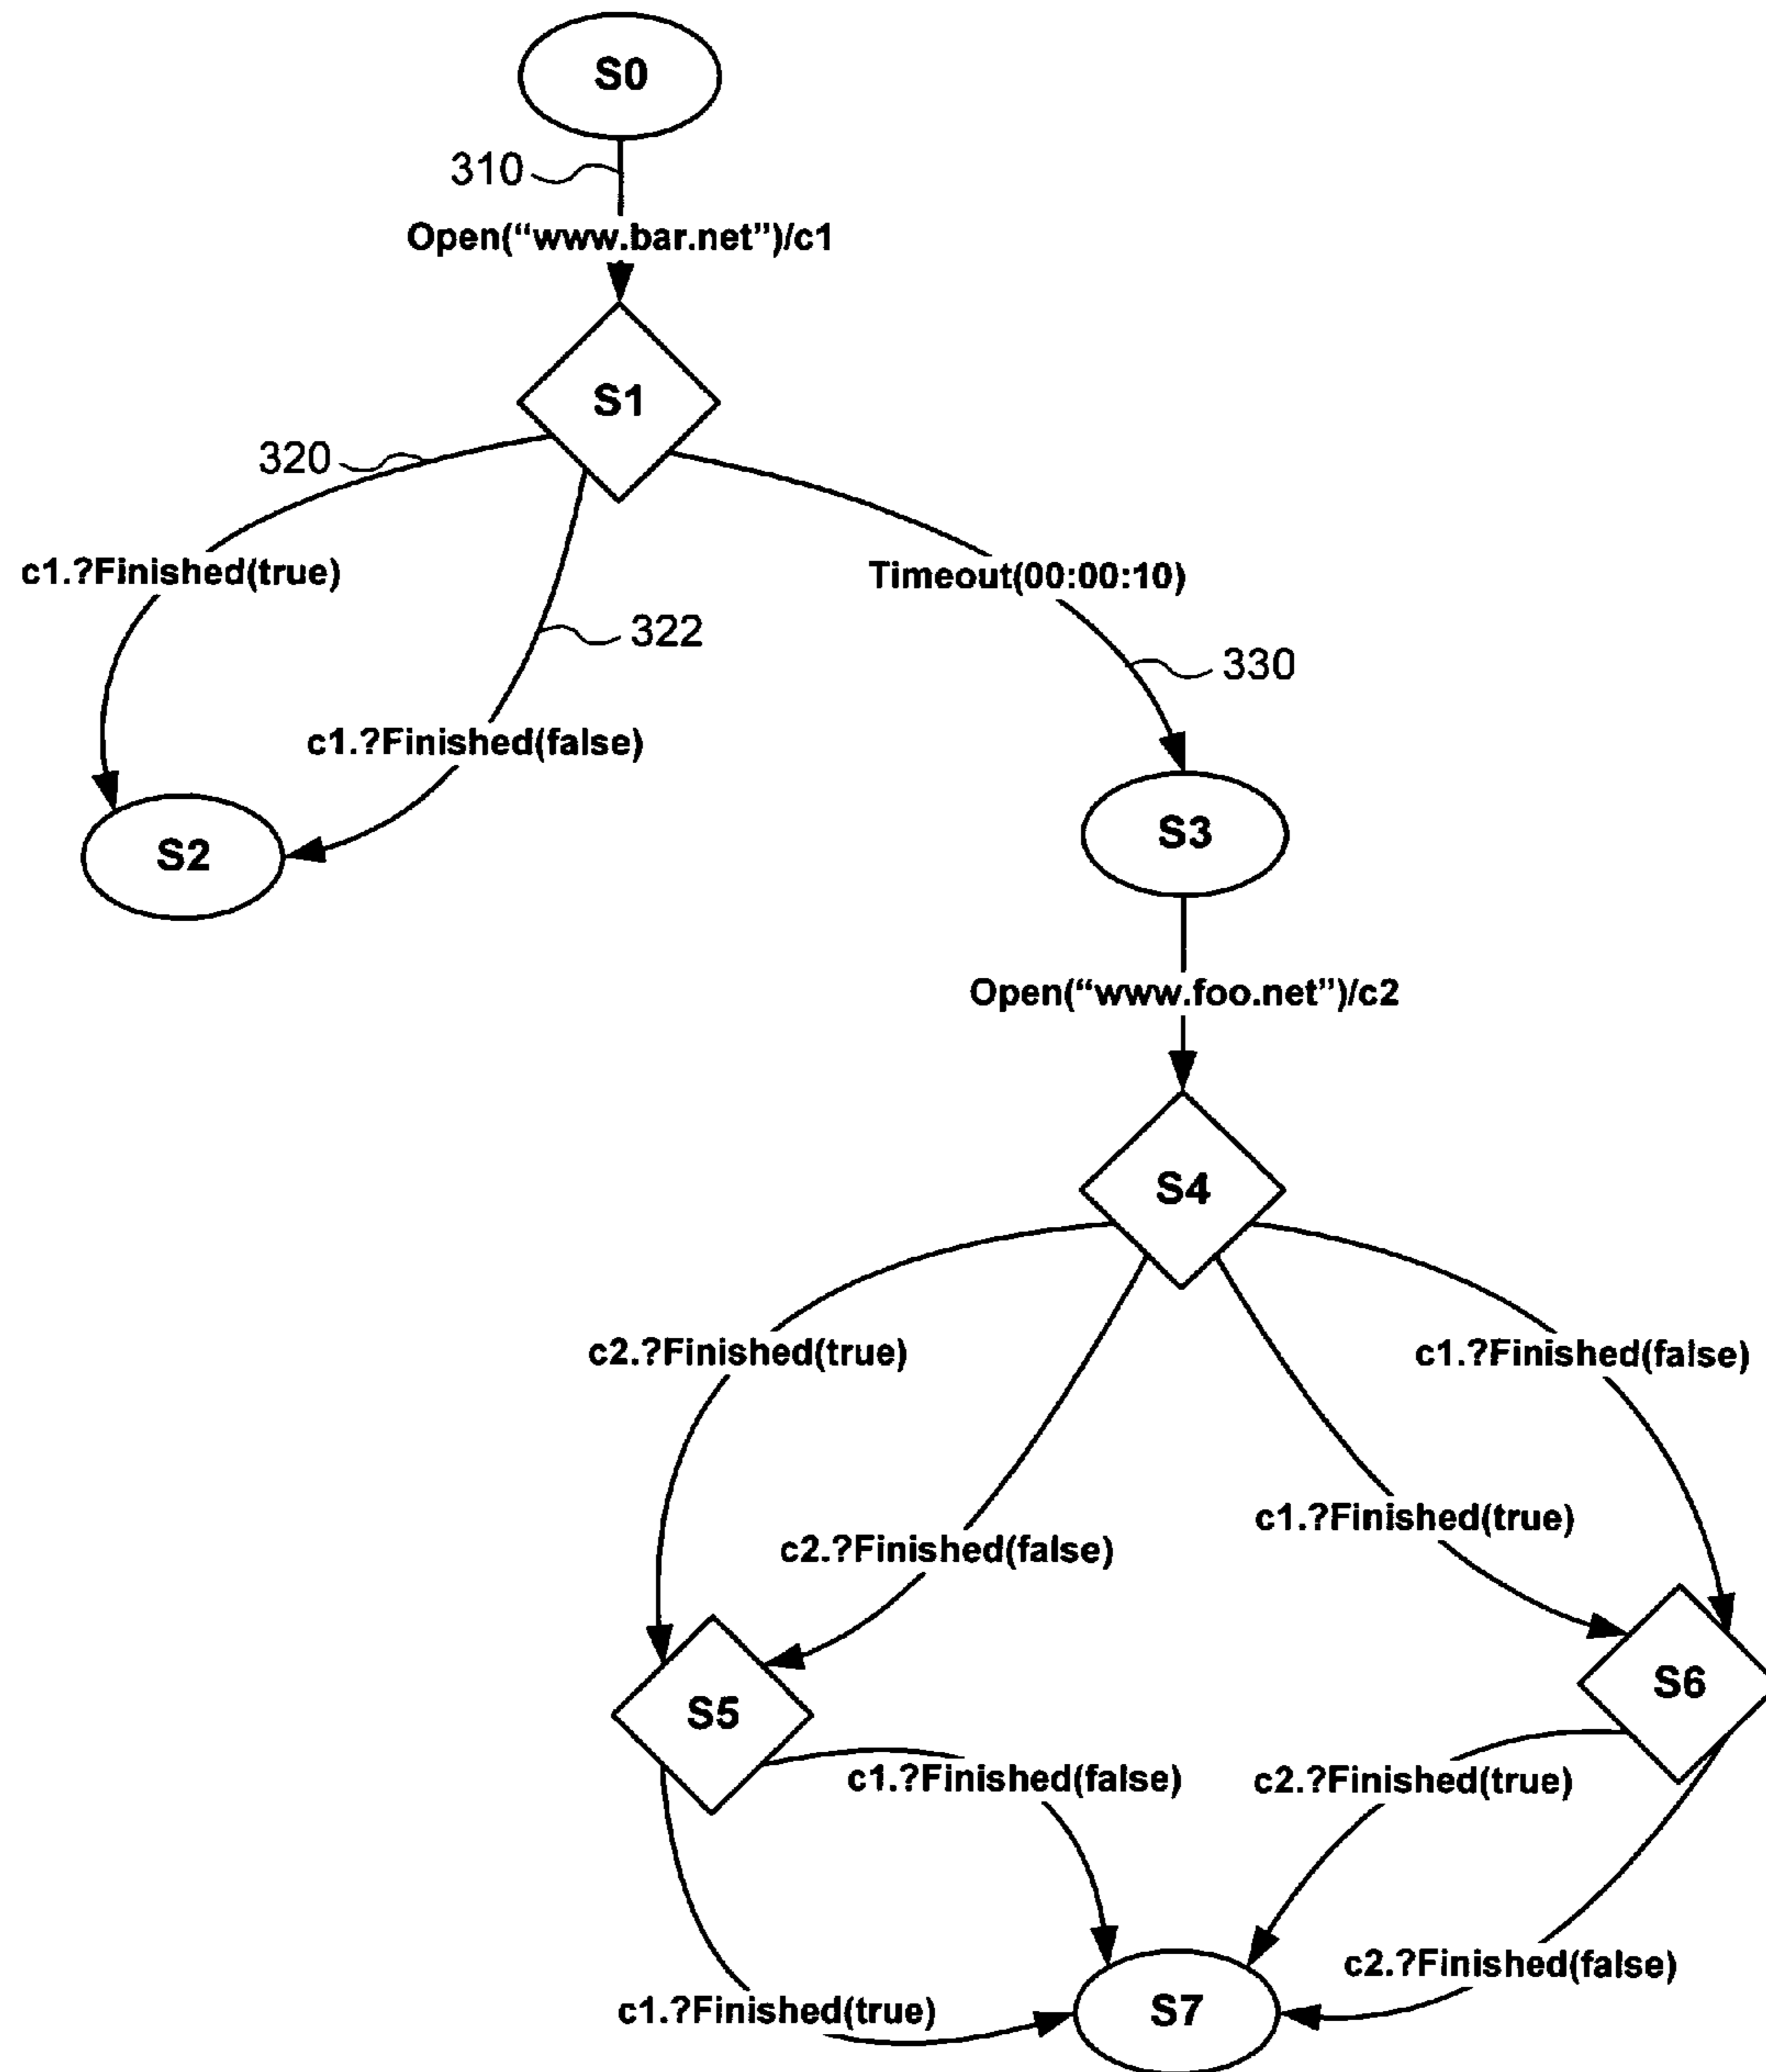 S0
310
Open(“www.bar.net”)/c1
S1
320
c1.?Finished(true)
Timeout(00:00:10)
322
330
c1.?Finished(false)
S3
S2
Open(“www.foo.net”)/c2
S4
c2.?Finished(true)
c1.?Finished(false)
c1.?Finished(true)
c2.?Finished(false)
S6
S5
c1.?Finished(false)
c2.?Finished(true)
c2.?Finished(false)
c1.?Finished(true)
S7